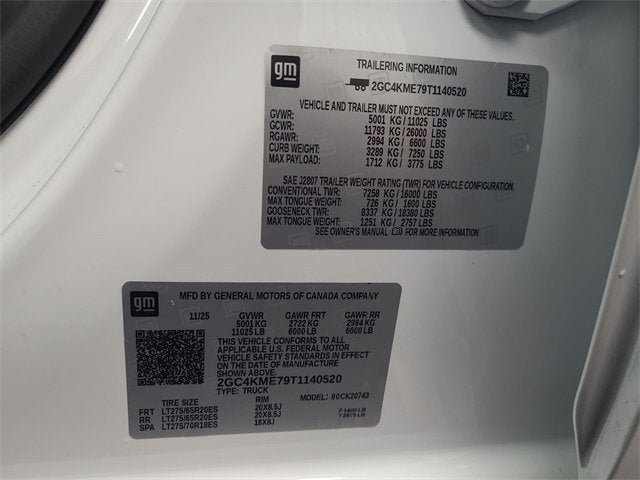 gm
TRAILERING INFORMATION
2GC4KME79T1140520
VEHICLE AND TRAILER MUST NOT EXCEED ANY OF THESE VALUES.
GVWR: 5001 KG / 11025 LBS
GCWR: 11793 KG / 26000 LBS
RGAWR: 2994 KG / 6600 LBS
CURB WEIGHT: 3289 KG / 7250 LBS
MAX PAYLOAD: 1712 KG / 3775 LBS
SAE J2807 TRAILER WEIGHT RATING (TWR) FOR VEHICLE CONFIGURATION.
CONVENTIONAL TWR: 7258 KG / 16000 LBS
MAX TONGUE WEIGHT: 726 KG / 1600 LBS
GOOSENECK TWR: 8337 KG / 18380 LBS
MAX TONGUE WEIGHT: 1251 KG / 2757 LBS
SEE OWNER'S MANUAL FOR MORE INFORMATION
gm
MFD BY GENERAL MOTORS OF CANADA COMPANY
11/25 GVWR GAWR FRT GAWR RR
5001 KG 2722 KG 2994 KG
11025 LB 6000 LB 6600 LB
THIS VEHICLE CONFORMS TO ALL
APPLICABLE U.S. FEDERAL MOTOR
VEHICLE SAFETY STANDARDS IN EFFECT
ON THE DATE OF MANUFACTURE
SHOWN ABOVE.
2GC4KME79T1140520
TYPE: TRUCK
MODEL: 90CK20743
TIRE SIZE RIM
FRT LT275/65R20ES 20X8.5J F 1400 LB
RR LT275/65R20ES 20X8.5J T 2875 LB
SPA LT275/70R18ES 18X8J